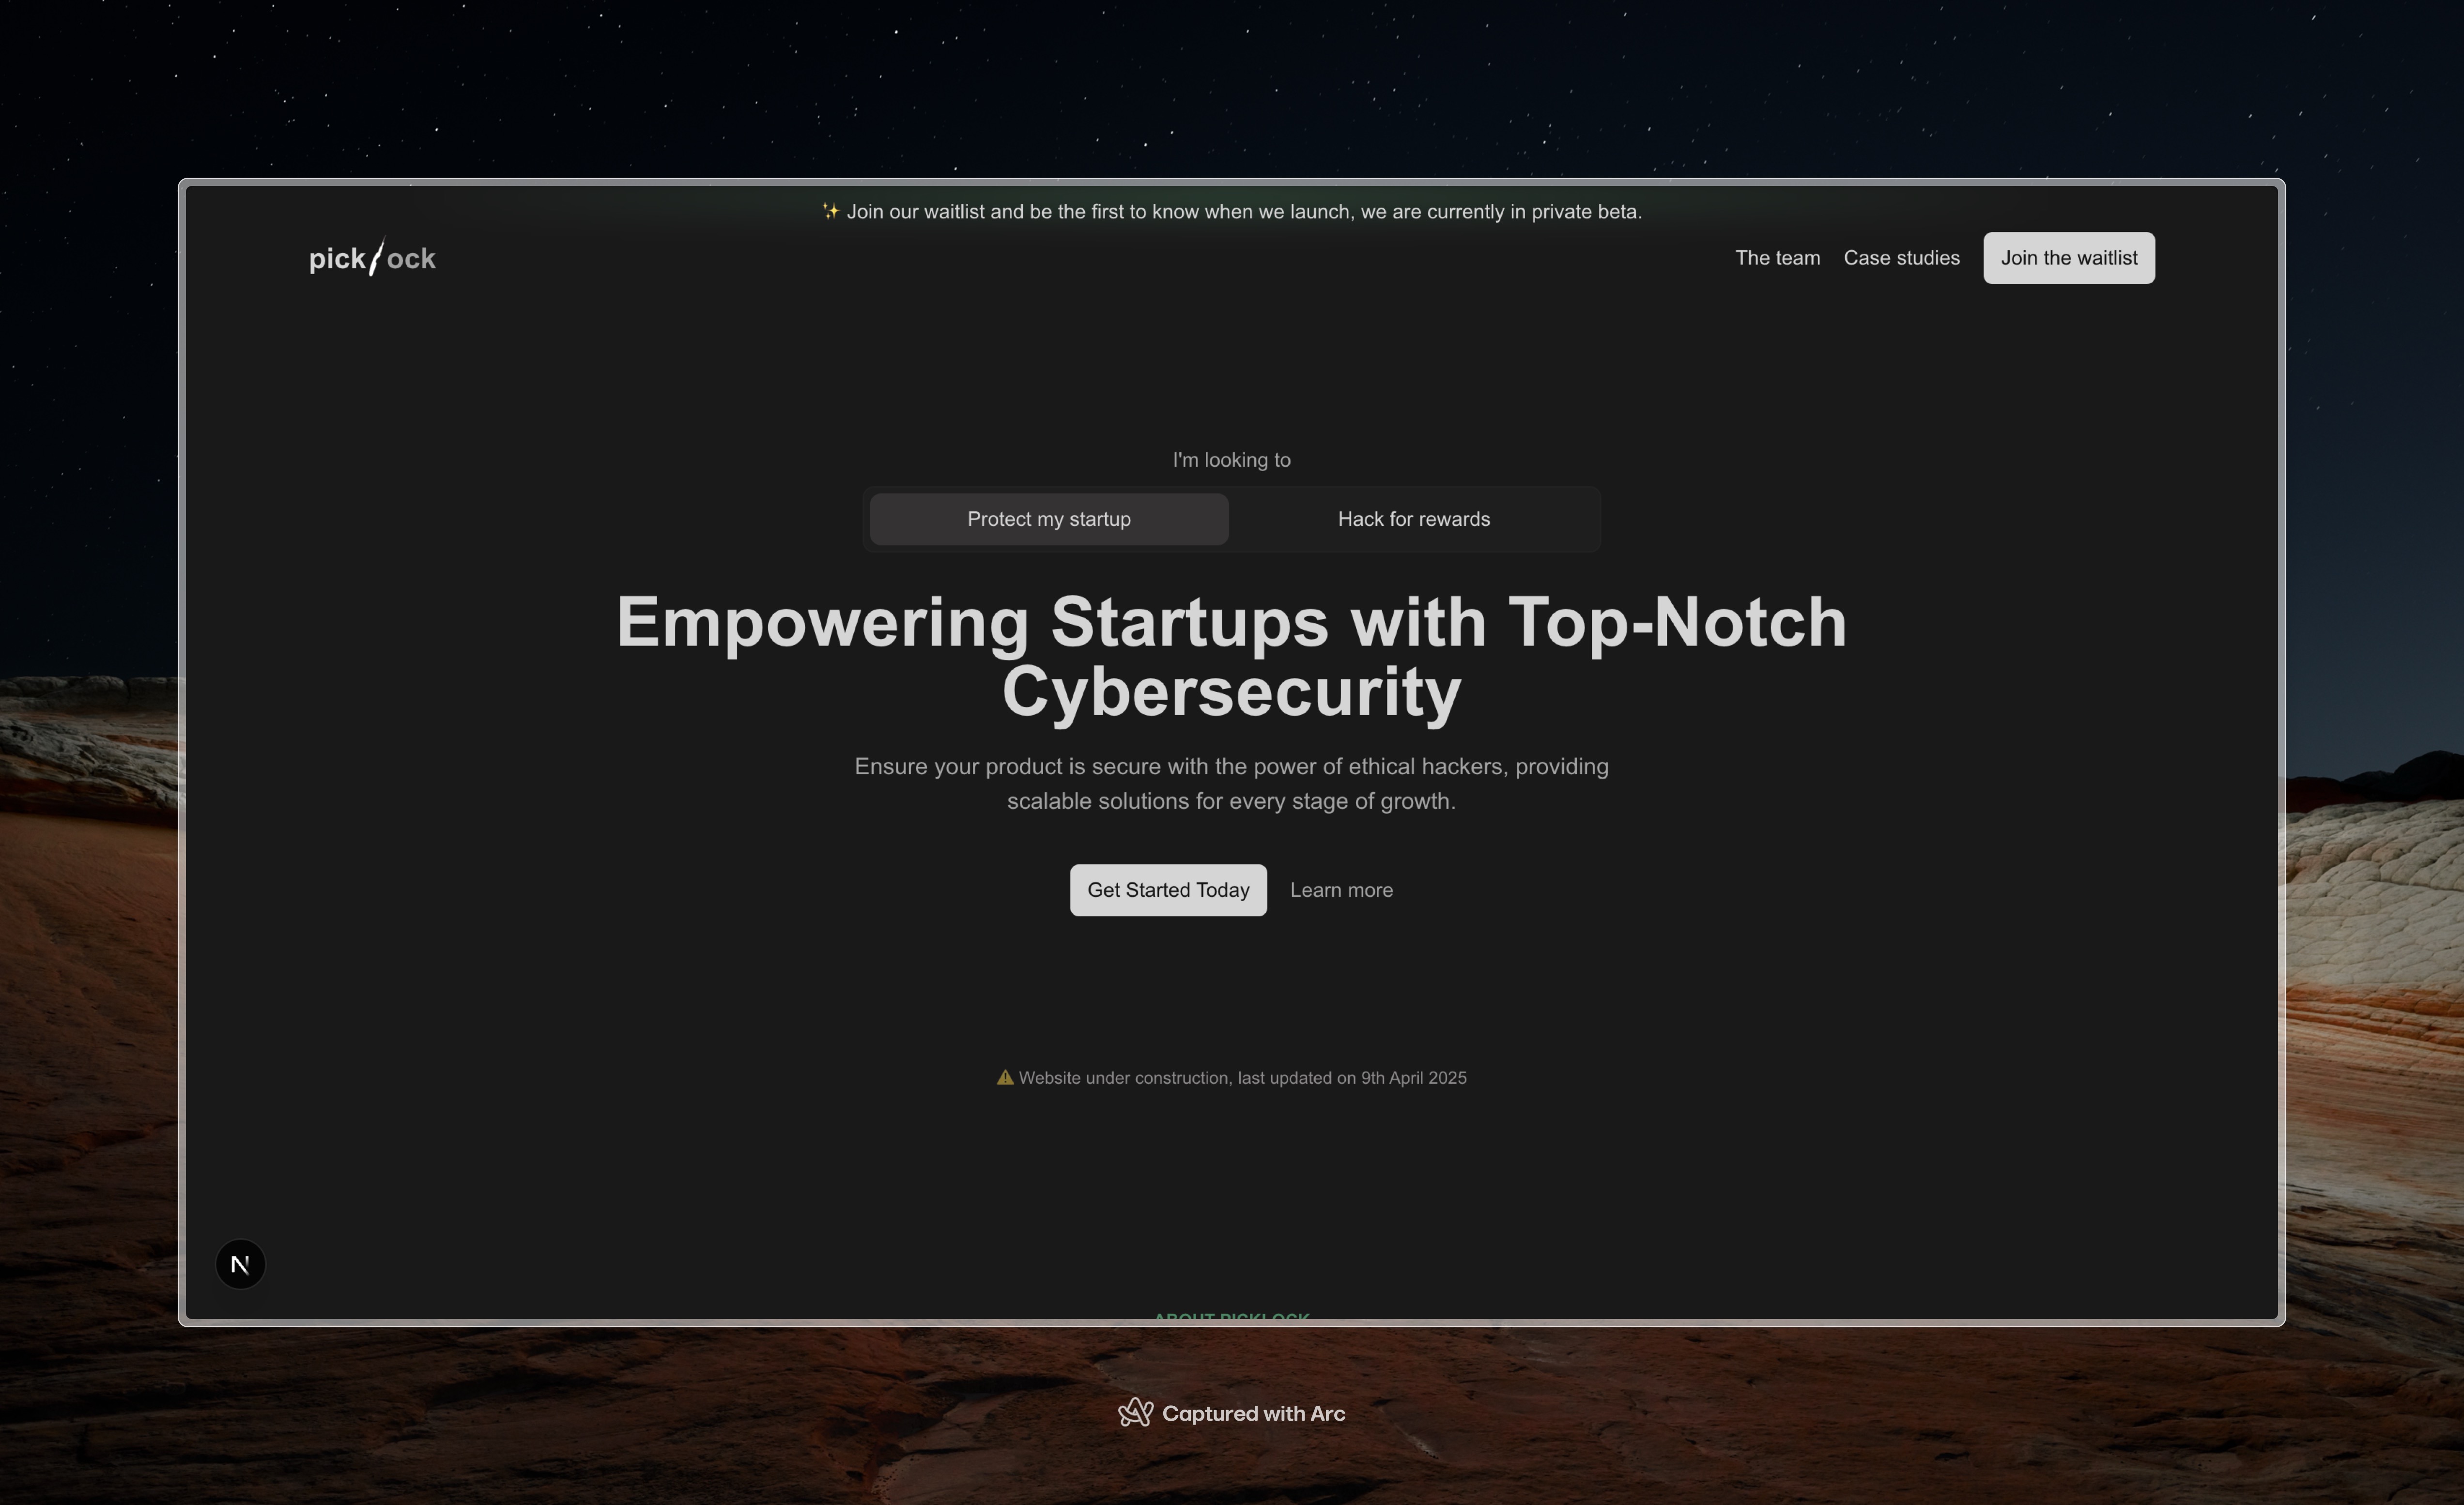 ✨ Join our waitlist and be the first to know when we launch, we are currently in private beta.
pick/ock
The team
Case studies
Join the waitlist
I'm looking to
Protect my startup
Hack for rewards
Empowering Startups with Top-Notch
Cybersecurity
Ensure your product is secure with the power of ethical hackers, providing
scalable solutions for every stage of growth.
Get Started Today
Learn more
⚠ Website under construction, last updated on 9th April 2025
N
ABOUT PICKLOCK
Captured with Arc